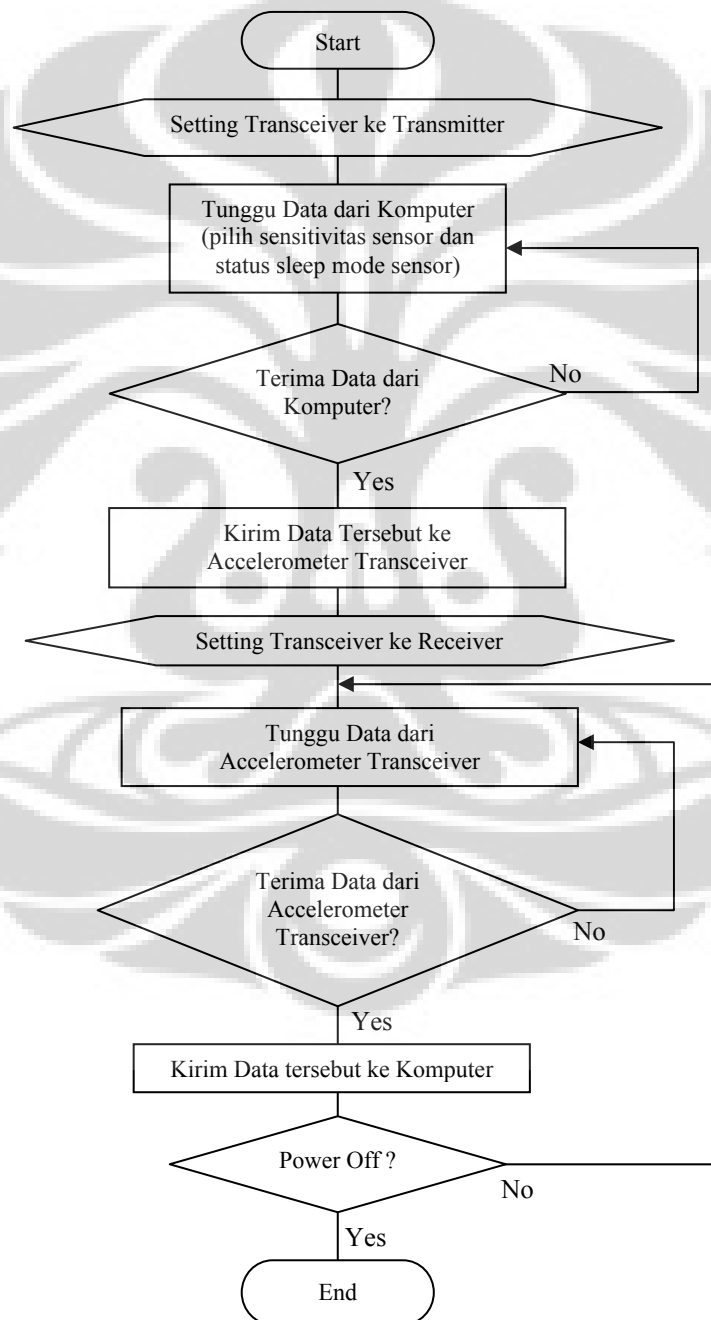 Start
Setting Transceiver ke Transmitter
Tunggu Data dari Komputer
(pilih sensitivitas sensor dan
status sleep mode sensor)
Terima Data dari
Komputer?
No
Yes
Kirim Data Tersebut ke
Accelerometer Transceiver
Setting Transceiver ke Receiver
Tunggu Data dari
Accelerometer Transceiver
Terima Data dari
Accelerometer
Transceiver?
No
Yes
Kirim Data tersebut ke Komputer
Power Off ?
No
Yes
End